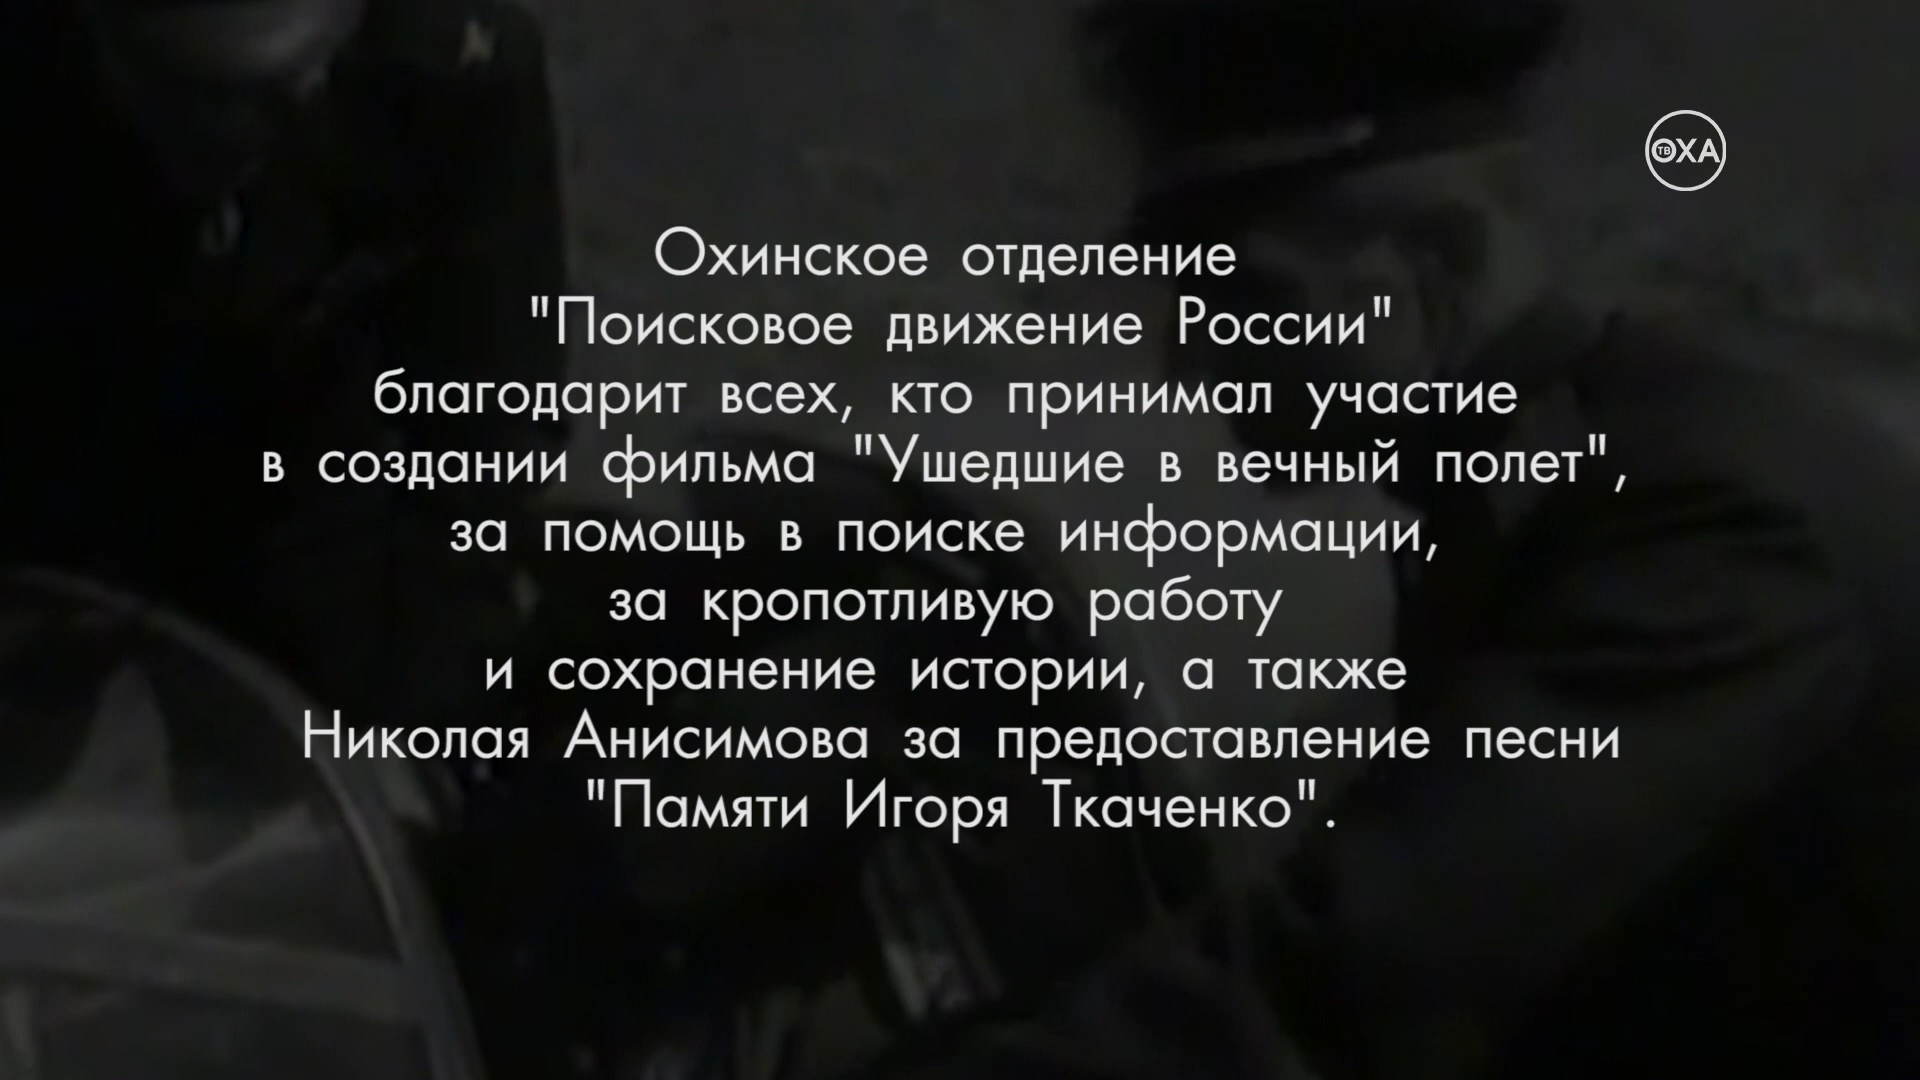 ТВ ОХА
Охинское отделение
"Поисковое движение России"
благодарит всех, кто принимал участие
в создании фильма "Ушедшие в вечный полет",
за помощь в поиске информации,
за кропотливую работу
и сохранение истории, а также
Николая Анисимова за предоставление песни
"Памяти Игоря Ткаченко".